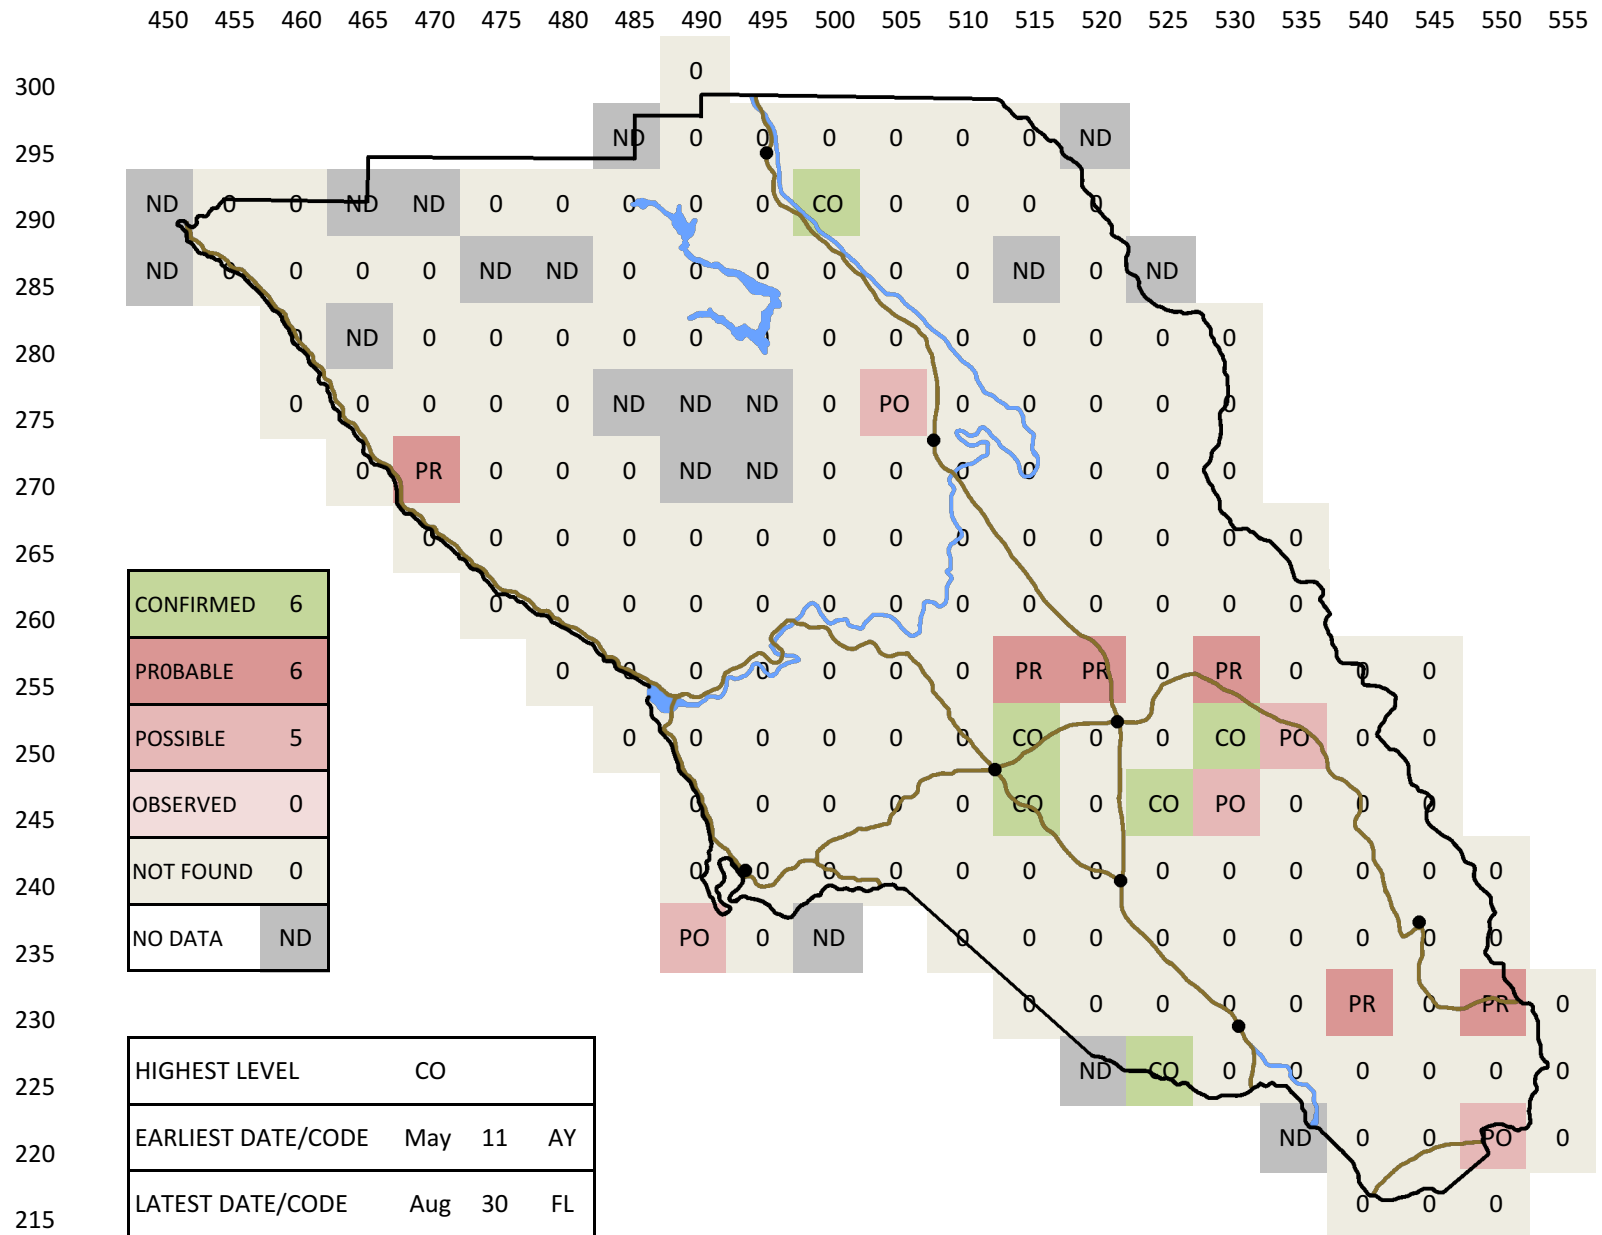 450 455 460 465 470 475 480 485 490 495 500 505 510 515 520 525 530 535 540 545 550 555
300 0
295 ND 0 0 0 0 0 0 ND
290 ND 0 0 ND ND 0 0 0 0 0 CO 0 0 0 0
285 ND 0 0 0 0 ND ND 0 0 0 0 0 0 ND 0 ND
280 0 ND 0 0 0 0 0 0 0 0 0 0 0 0 0
275 0 0 0 0 0 ND ND ND 0 PO 0 0 0 0 0
270 0 PR 0 0 0 ND ND 0 0 0 0 0 0 0
265 0 0 0 0 0 0 0 0 0 0 0 0 0 0
260 0 0 0 0 0 0 0 0 0 0 0 0 0
255 0 0 0 0 0 0 0 PR PR 0 PR 0 0 0
250 0 0 0 0 0 0 CO 0 0 CO PO 0 0
245 0 0 0 0 0 CO 0 CO PO 0 0 0
240 0 0 0 0 0 0 0 0 0 0 0 0 0
235 PO 0 ND 0 0 0 0 0 0 0 0 0
230 0 0 0 0 0 PR 0 PR 0
225 ND CO 0 0 0 0 0 0
220 ND 0 0 PO 0
215 0 0 0
CONFIRMED 6
PR0BABLE 6
POSSIBLE 5
OBSERVED 0
NOT FOUND 0
NO DATA ND
HIGHEST LEVEL CO
EARLIEST DATE/CODE May 11 AY
LATEST DATE/CODE Aug 30 FL